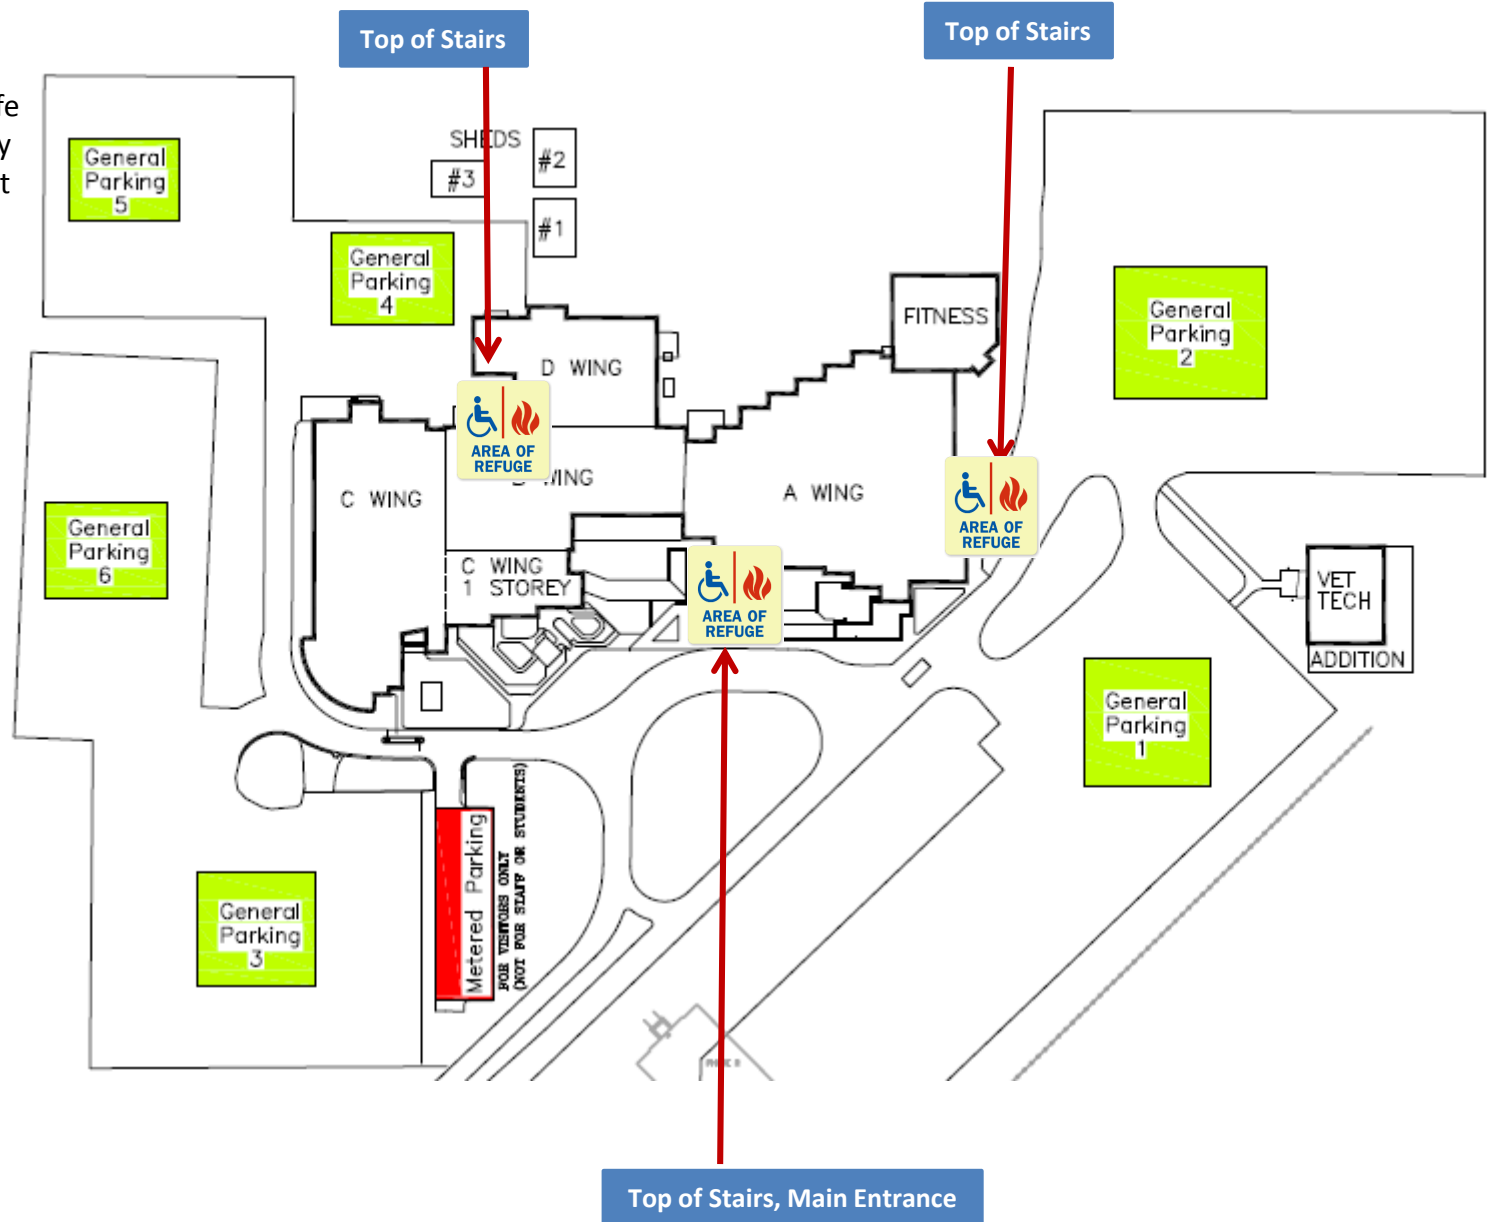 Top of Stairs
Top of Stairs
fe
y
t
SHEDS
#2
#3
#1
General
Parking
5
General
Parking
4
General
Parking
2
FITNESS
D WING
AREA OF
REFUGE
WING
C WING
A WING
AREA OF
REFUGE
General
Parking
6
C WING
1 STOREY
AREA OF
REFUGE
VET
TECH
ADDITION
General
Parking
1
Metered Parking
FOR VISITORS ONLY
(NOT FOR STAFF OR STUDENTS)
General
Parking
3
Top of Stairs, Main Entrance